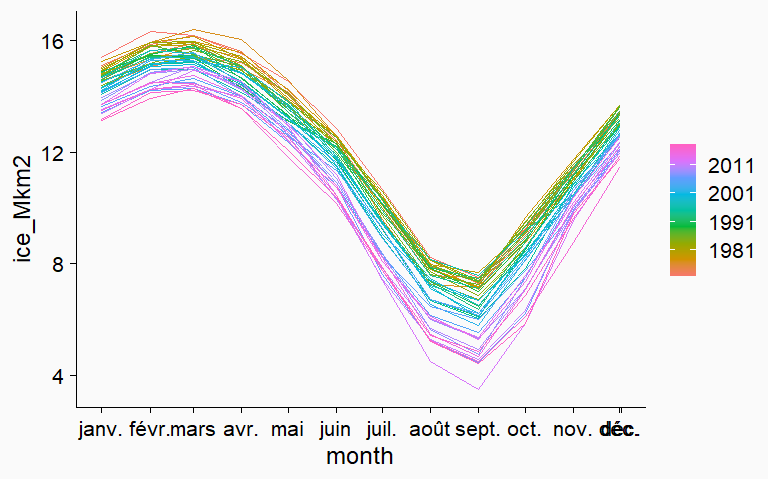 16
12
8
4
ice_Mkm2
janv. févr. mars avr. mai juin juil. août sept. oct. nov. déc.
month
2011
2001
1991
1981